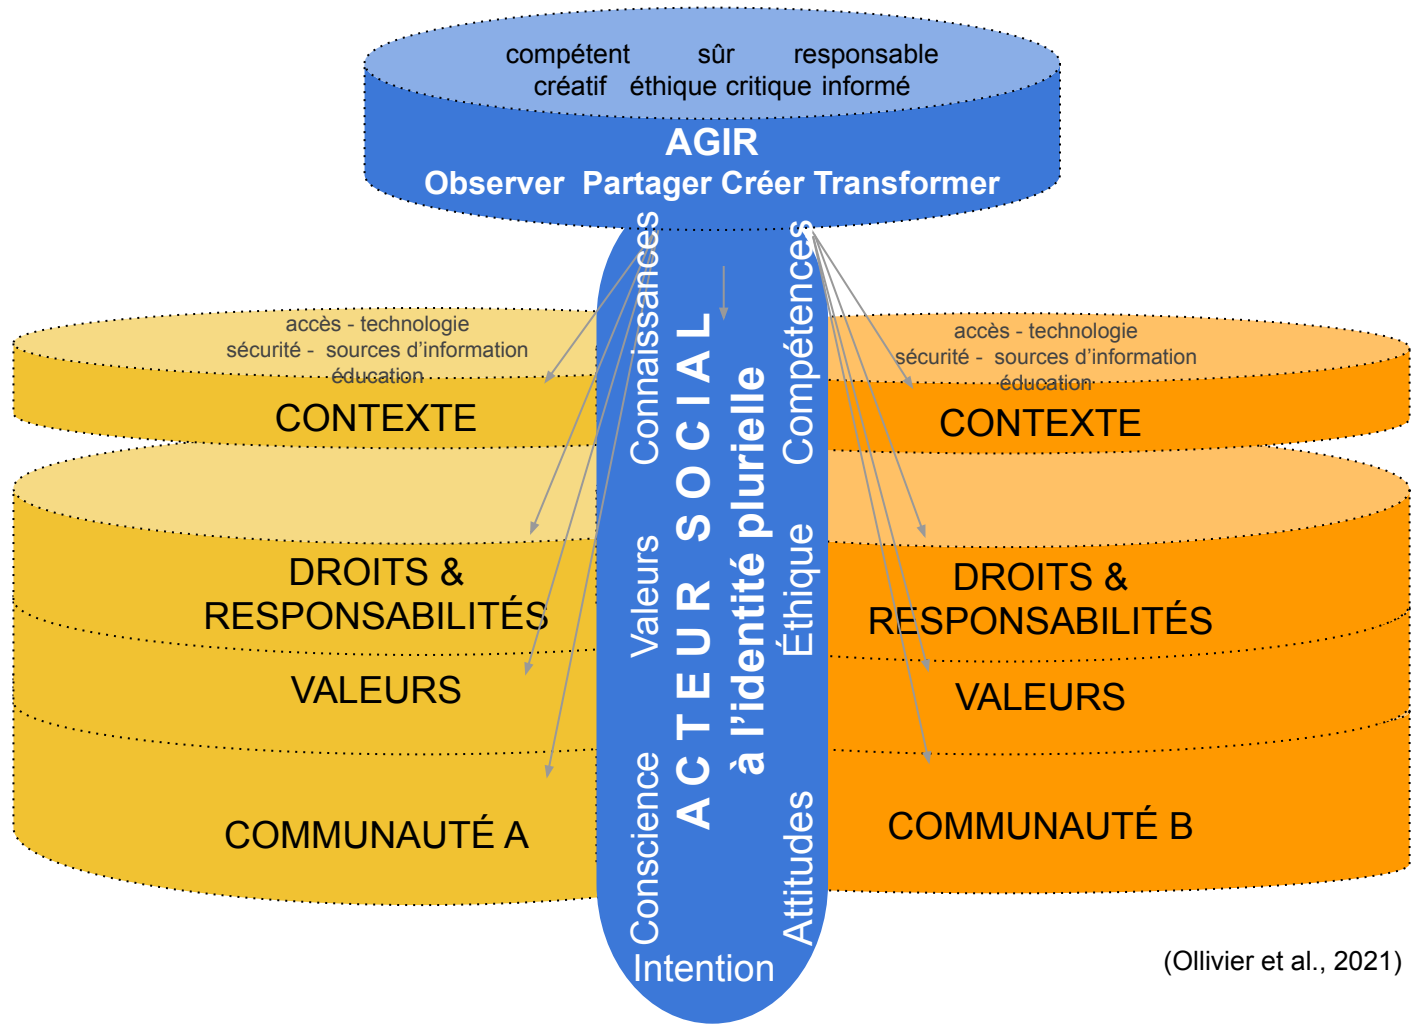 compétent sûr responsable
créatif éthique critique informé
AGIR
Observer Partager Créer Transformer
accès - technologie
sécurité - sources d'information
éducation
CONTEXTE
DROITS &
RESPONSABILITÉS
VALEURS
COMMUNAUTÉ A
Connaissances
Valeurs
Conscience
ACTEUR SOCIAL
à l'identité plurielle
Compétences
Éthique
Attitudes
Intention
accès - technologie
sécurité - sources d'information
éducation
CONTEXTE
DROITS &
RESPONSABILITÉS
VALEURS
COMMUNAUTÉ B
(Ollivier et al., 2021)